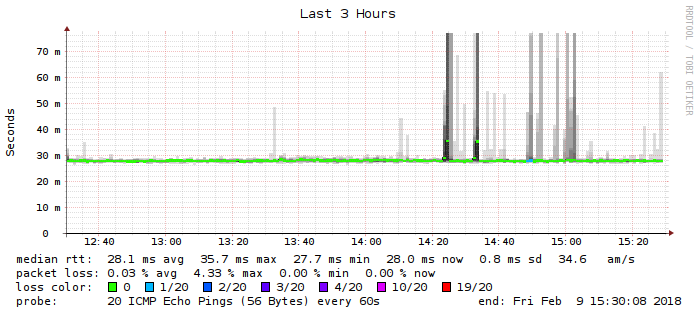 Last 3 Hours
RRDTOOL / TOBI OETIKER
Seconds
70 m
60 m
50 m
40 m
30 m
20 m
10 m
0
12:40 13:00 13:20 13:40 14:00 14:20 14:40 15:00 15:20
median rtt: 28.1 ms avg 35.7 ms max 27.7 ms min 28.0 ms now 0.8 ms sd 34.6 am/s
packet loss: 0.03 % avg 4.33 % max 0.00 % min 0.00 % now
loss color: 0 1/20 2/20 3/20 4/20 10/20 19/20
probe: 20 ICMP Echo Pings (56 Bytes) every 60s end: Fri Feb 9 15:30:08 2018